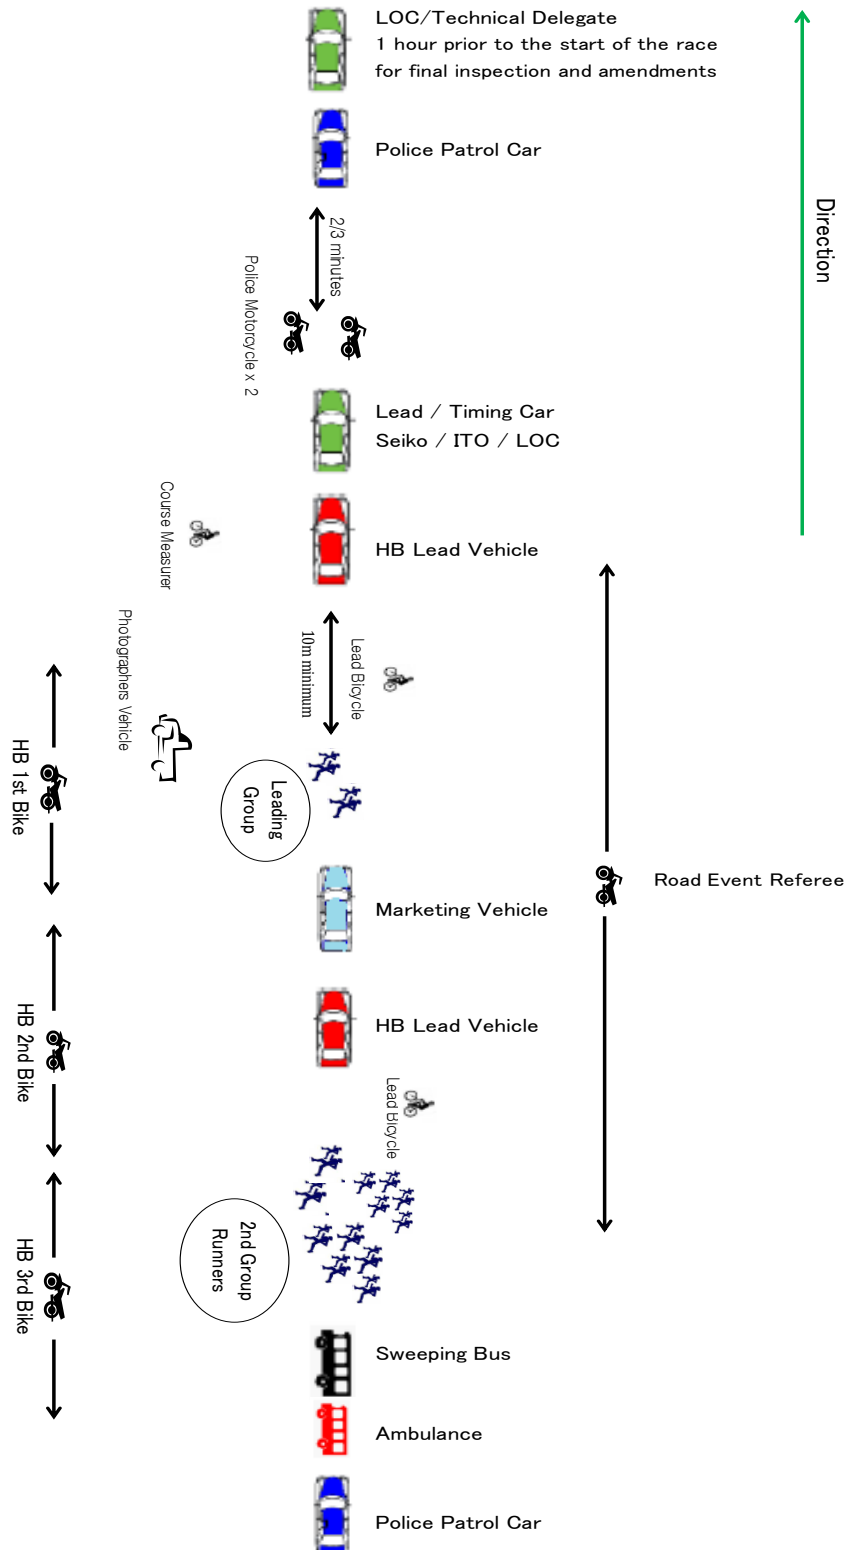 LOC/Technical Delegate
1 hour prior to the start of the race
for final inspection and amendments
Police Patrol Car
Direction
2/3 minutes
Police Motorcycle x 2
Lead / Timing Car
Seiko / ITO / LOC
Course Measurer
HB Lead Vehicle
Photographers Vehicle
10m minimum
Lead Bicycle
HB 1st Bike
Leading
Group
Road Event Referee
Marketing Vehicle
HB 2nd Bike
HB Lead Vehicle
Lead Bicycle
2nd Group
Runners
HB 3rd Bike
Sweeping Bus
Ambulance
Police Patrol Car